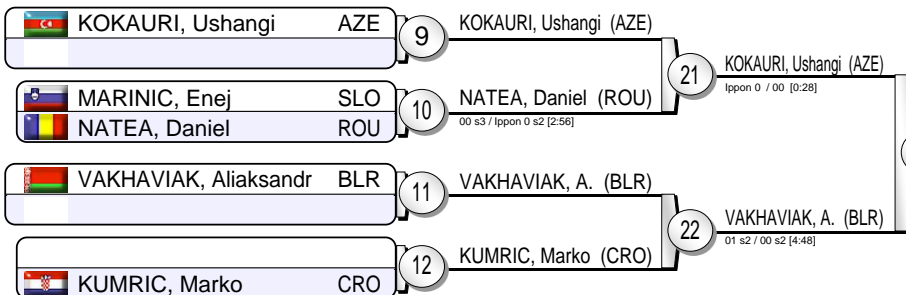 KOKAURI, Ushangi AZE
9
KOKAURI, Ushangi (AZE)
MARINIC, Enej SLO
NATEA, Daniel ROU
10
NATEA, Daniel (ROU)
00 s3 / Ippon 0 s2 [2:56]
21
KOKAURI, Ushangi (AZE)
Ippon 0 / 00 [0:28]
VAKHAVIAK, Aliaksandr BLR
11
VAKHAVIAK, A. (BLR)
KUMRIC, Marko CRO
12
KUMRIC, Marko (CRO)
22
VAKHAVIAK, A. (BLR)
01 s2 / 00 s2 [4:48]